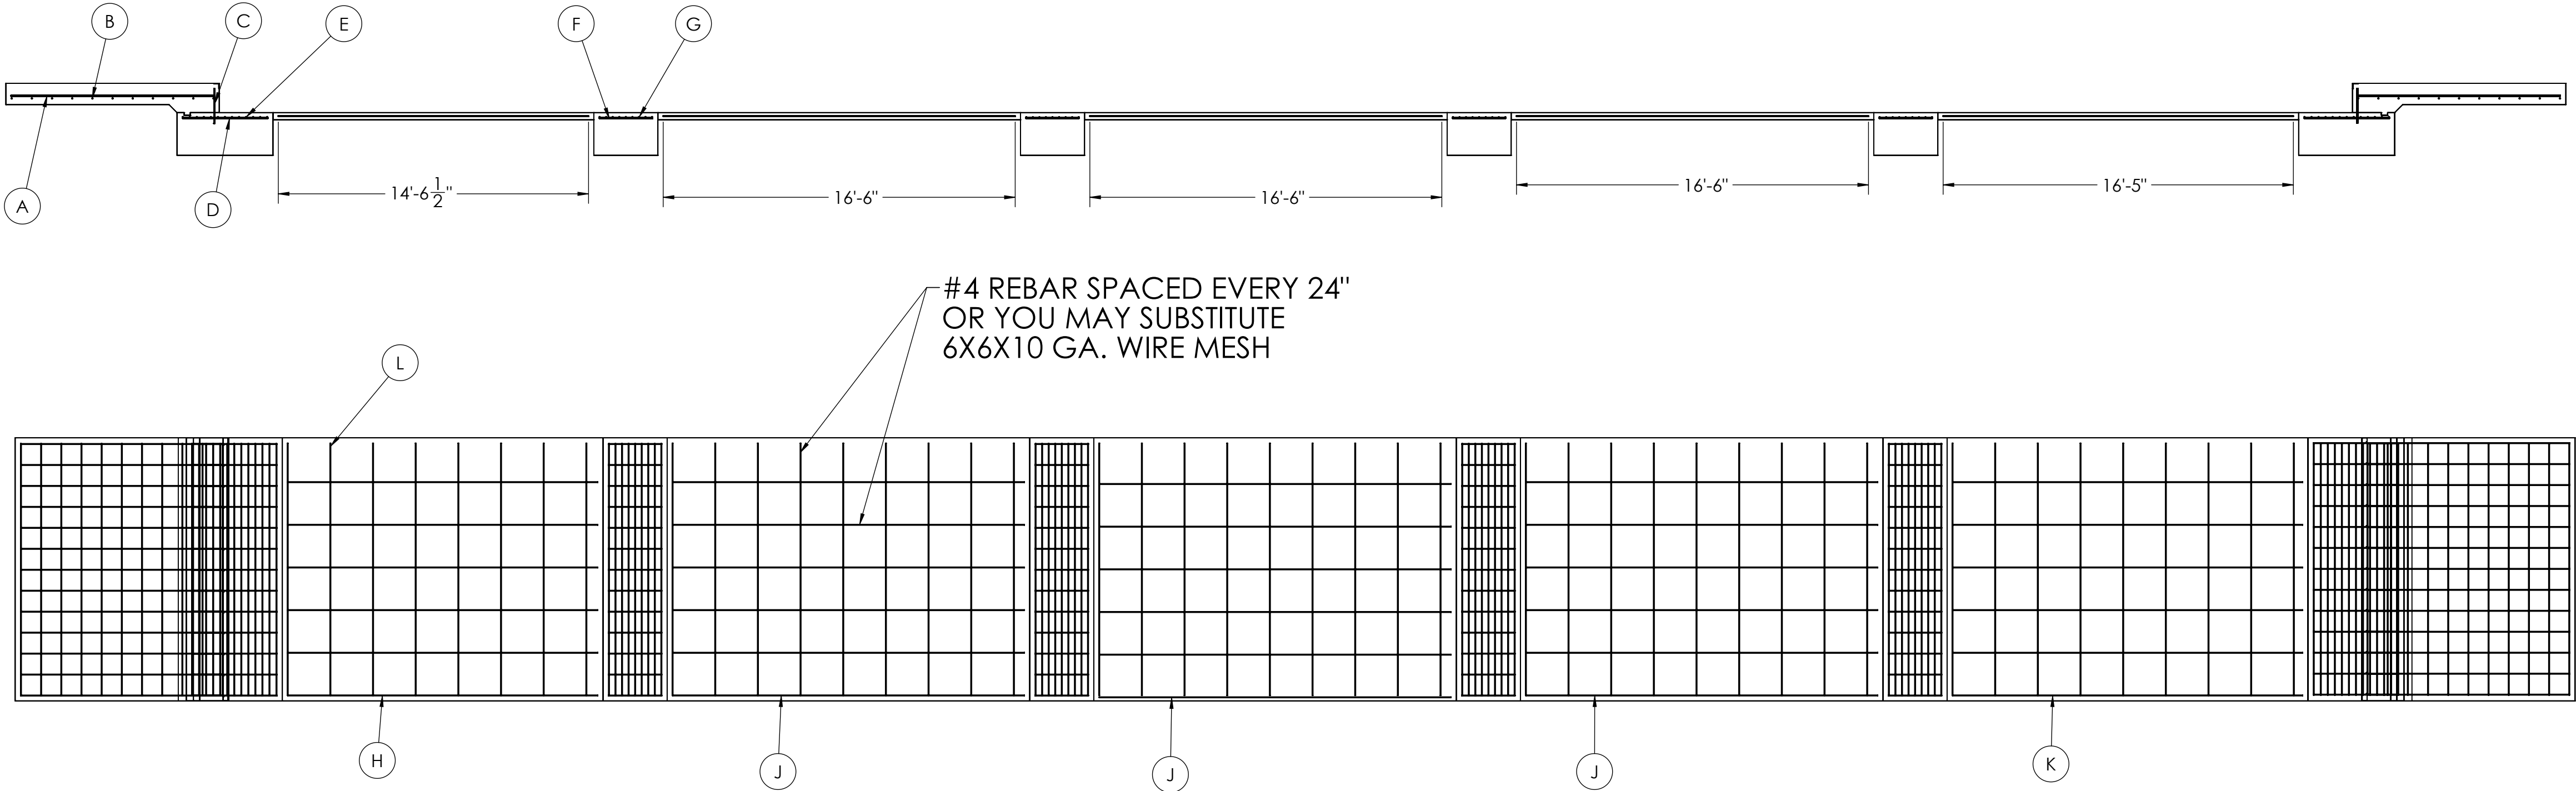 B
C
E
F
G
A
D
14'-6 1/2"
16'-6"
16'-6"
16'-6"
16'-5"
#4 REBAR SPACED EVERY 24"
OR YOU MAY SUBSTITUTE
6X6X10 GA. WIRE MESH
L
H
J
J
J
K